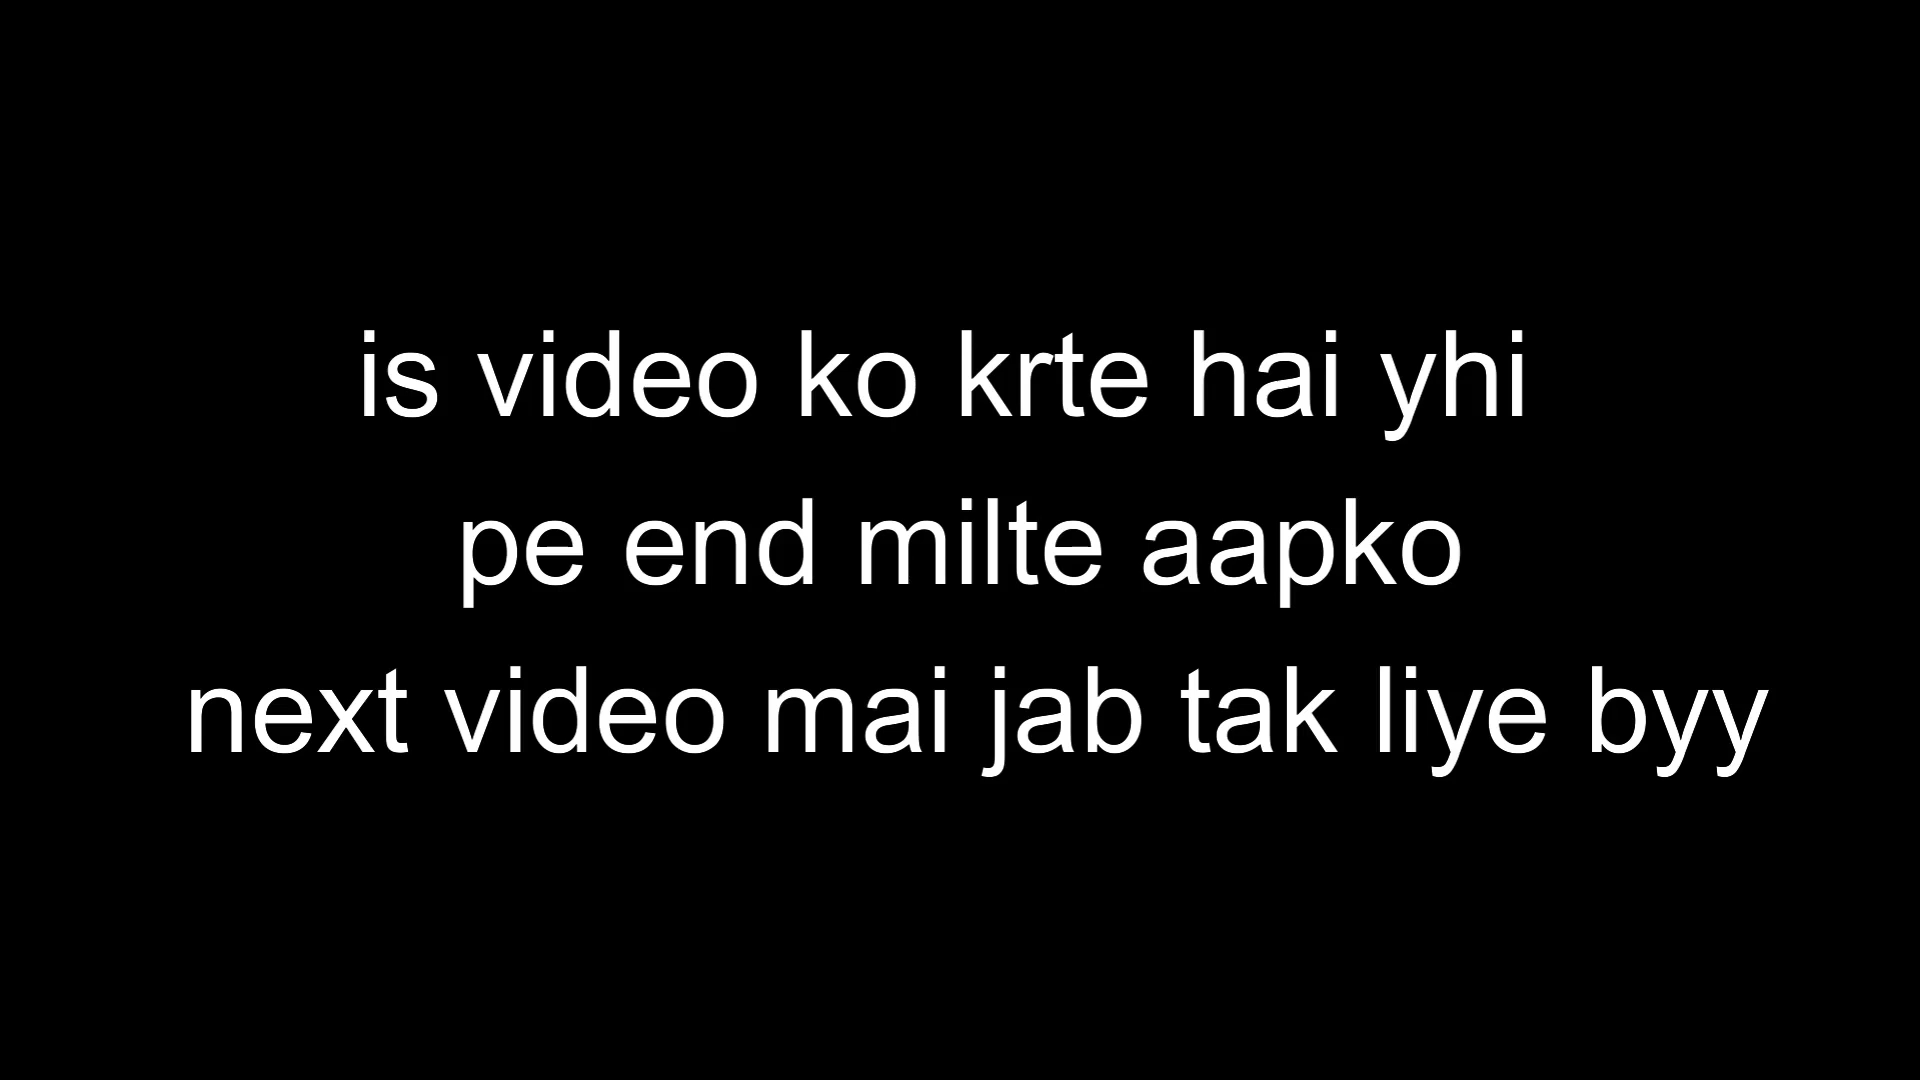 is video ko krte hai yhi
pe end milte aapko
next video mai jab tak liye byy